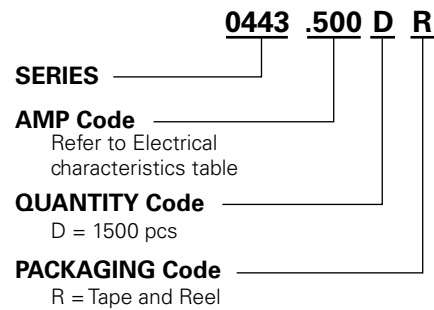 0443 .500 D R
SERIES
AMP Code
Refer to Electrical
characteristics table
QUANTITY Code
D = 1500 pcs
PACKAGING Code
R = Tape and Reel